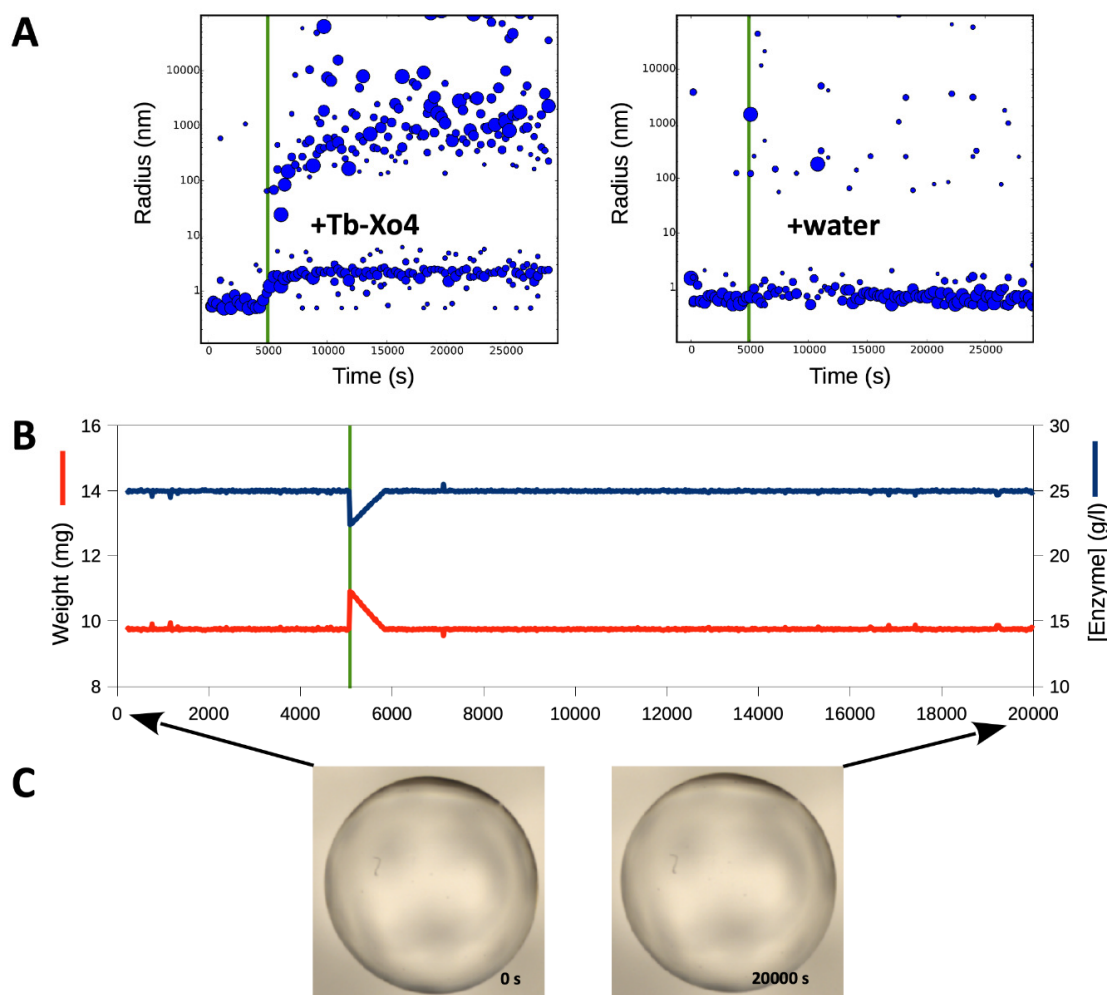 A
Radius (nm)
10000
1000
100
10
1
+Tb-Xo4
0 5000 10000 15000 20000 25000
Time (s)
Radius (nm)
10000
1000
100
10
1
+water
0 5000 10000 15000 20000 25000
Time (s)
B
Weight (mg)
16
14
12
10
8
30
25
20
15
10
[Enzyme] (g/l)
0 2000 4000 6000 8000 10000 12000 14000 16000 18000 20000
C
0 s
20000 s